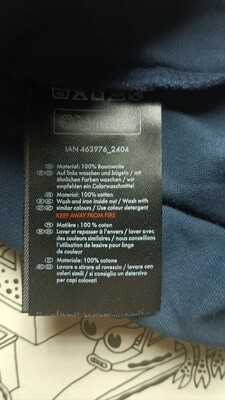 IAN 463976_2404
Material: 100% Baumwolle
Auf links waschen und bügeln / mit
ähnlichen Farben waschen / wir
empfehlen ein Colorwaschmittel
Material: 100% cotton
Wash and iron inside out / Wash with
similar colours / Use colour detergent
KEEP AWAY FROM FIRE
Matière : 100 % coton
Laver et repasser à l'envers / laver avec
des couleurs similaires / nous conseillons
l'utilisation de lessive pour linge
de couleur
Materiale: 100% cotone
Lavare e stirare al rovescio / lavare con
colori simili / si consiglia un detersivo
per capi colorati